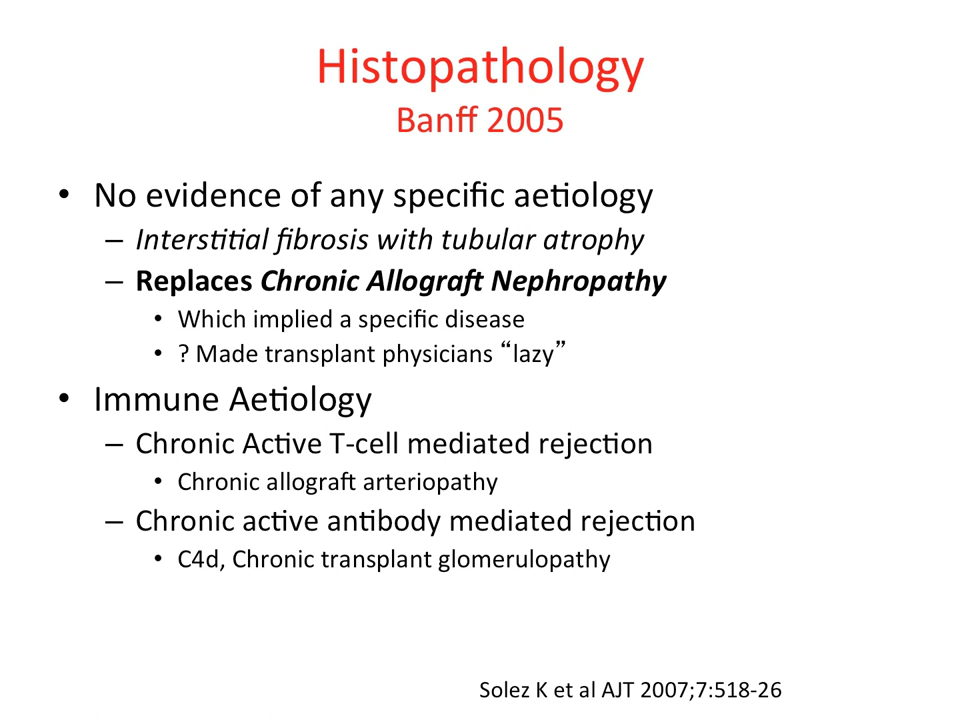 Histopathology
Banff 2005
• No evidence of any specific aetiology
– Interstitial fibrosis with tubular atrophy
– Replaces Chronic Allograft Nephropathy
• Which implied a specific disease
• ? Made transplant physicians “lazy”
• Immune Aetiology
– Chronic Active T-cell mediated rejection
• Chronic allograft arteriopathy
– Chronic active antibody mediated rejection
• C4d, Chronic transplant glomerulopathy
Solez K et al AJT 2007;7:518-26